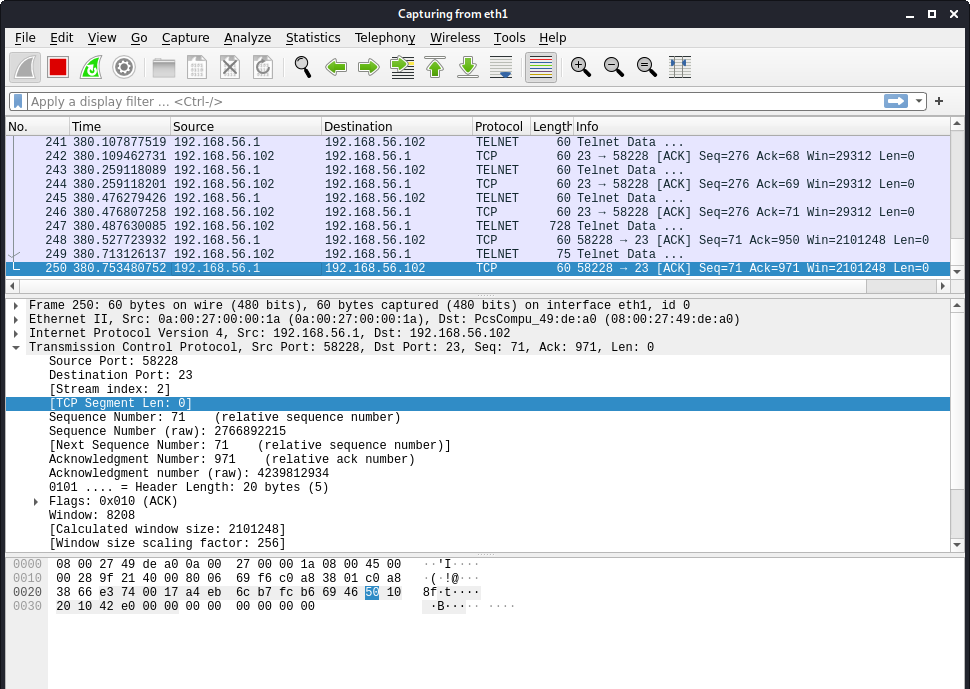 Capturing from eth1
File Edit View Go Capture Analyze Statistics Telephony Wireless Tools Help
Apply a display filter ... <Ctrl-/>
No. Time Source Destination Protocol Length Info
241 380.107877519 192.168.56.1 192.168.56.102 TELNET 60 Telnet Data ...
242 380.109462731 192.168.56.102 192.168.56.1 TCP 60 23 → 58228 [ACK] Seq=276 Ack=68 Win=29312 Len=0
243 380.259118089 192.168.56.1 192.168.56.102 TELNET 60 Telnet Data ...
244 380.259118201 192.168.56.102 192.168.56.1 TCP 60 23 → 58228 [ACK] Seq=276 Ack=69 Win=29312 Len=0
245 380.476279426 192.168.56.1 192.168.56.102 TELNET 60 Telnet Data ...
246 380.476807258 192.168.56.102 192.168.56.1 TCP 60 23 → 58228 [ACK] Seq=276 Ack=71 Win=29312 Len=0
247 380.487630085 192.168.56.102 192.168.56.1 TELNET 728 Telnet Data ...
248 380.527723932 192.168.56.1 192.168.56.102 TCP 60 58228 → 23 [ACK] Seq=71 Ack=950 Win=2101248 Len=0
249 380.713126137 192.168.56.102 192.168.56.1 TELNET 75 Telnet Data ...
250 380.753480752 192.168.56.1 192.168.56.102 TCP 60 58228 → 23 [ACK] Seq=71 Ack=971 Win=2101248 Len=0
Frame 250: 60 bytes on wire (480 bits), 60 bytes captured (480 bits) on interface eth1, id 0
Ethernet II, Src: 0a:00:27:00:00:1a (0a:00:27:00:00:1a), Dst: PcsCompu_49:de:a0 (08:00:27:49:de:a0)
Internet Protocol Version 4, Src: 192.168.56.1, Dst: 192.168.56.102
Transmission Control Protocol, Src Port: 58228, Dst Port: 23, Seq: 71, Ack: 971, Len: 0
Source Port: 58228
Destination Port: 23
[Stream index: 2]
[TCP Segment Len: 0]
Sequence Number: 71 (relative sequence number)
Sequence Number (raw): 2766892215
[Next Sequence Number: 71 (relative sequence number)]
Acknowledgment Number: 971 (relative ack number)
Acknowledgment number (raw): 4239812934
0101 .... = Header Length: 20 bytes (5)
Flags: 0x010 (ACK)
Window: 8208
[Calculated window size: 2101248]
[Window size scaling factor: 256]
0000 08 00 27 49 de a0 0a 00 27 00 00 1a 08 00 45 00 ··'I····
0010 00 28 9f 21 40 00 80 06 69 f6 c0 a8 38 01 c0 a8 ·(·!@···
0020 38 66 e3 74 00 17 a4 eb 6c b7 fc b6 69 46 50 10 8f·t····
0030 20 10 42 e0 00 00 00 00 00 00 00 00 ·B····· ····